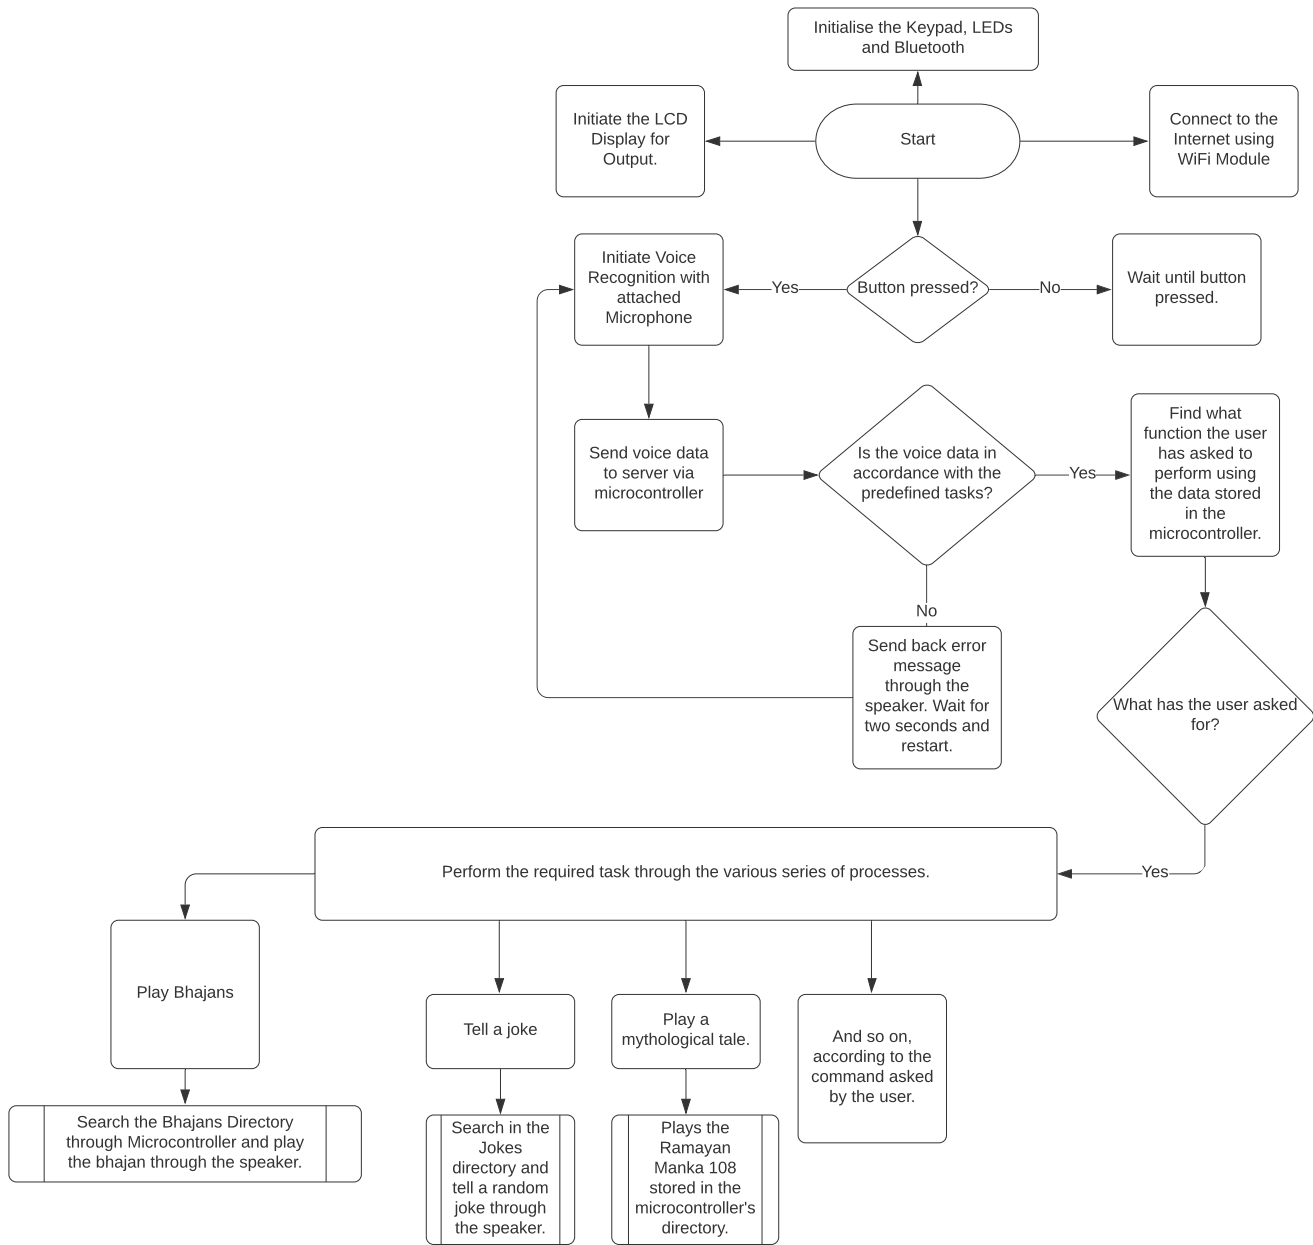 Initialise the Keypad, LEDs
and Bluetooth
Initiate the LCD
Display for
Output.
Start
Connect to the
Internet using
WiFi Module
Initiate Voice
Recognition with
attached
Microphone
Yes
Button pressed?
No
Wait until button
pressed.
Send voice data
to server via
microcontroller
Is the voice data in
accordance with the
predefined tasks?
Yes
Find what
function the user
has asked to
perform using
the data stored
in the
microcontroller.
No
Send back error
message
through the
speaker. Wait for
two seconds and
restart.
What has the user asked
for?
Yes
Perform the required task through the various series of processes.
Play Bhajans
Tell a joke
Play a
mythological tale.
And so on,
according to the
command asked
by the user.
Search the Bhajans Directory
through Microcontroller and play
the bhajan through the speaker.
Search in the
Jokes
directory and
tell a random
joke through
the speaker.
Plays the
Ramayan
Manka 108
stored in the
microcontroller's
directory.